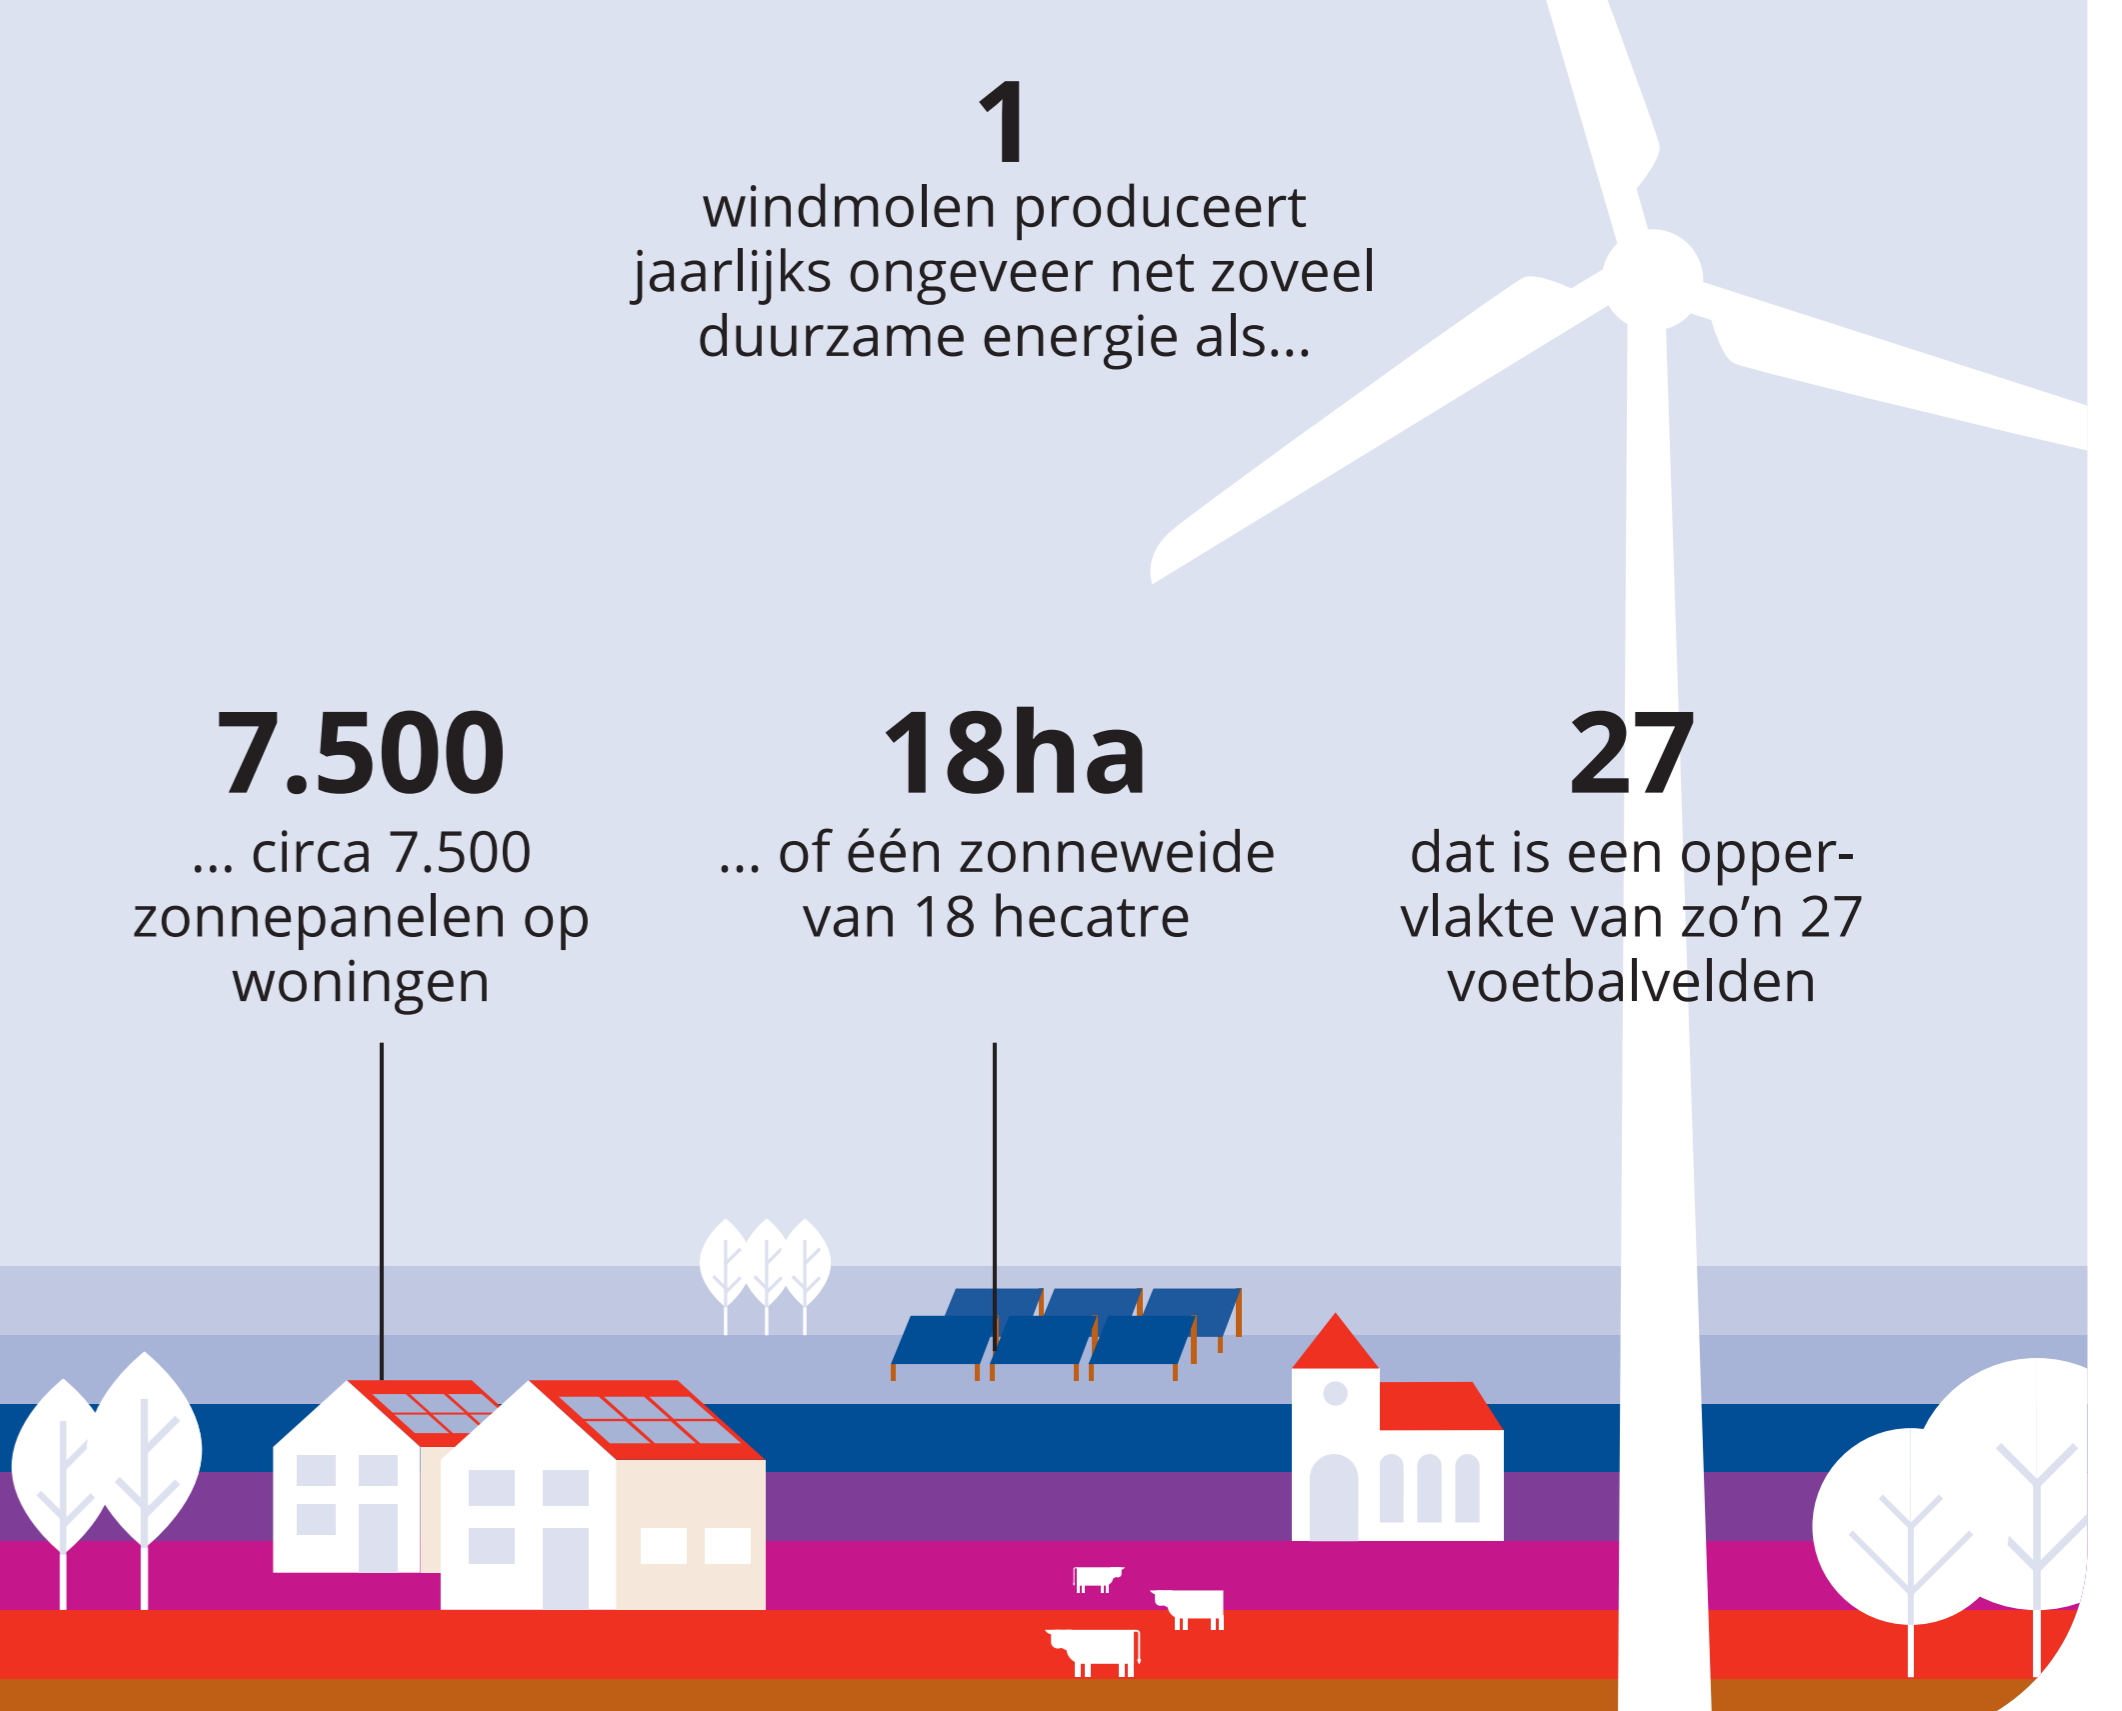 1
windmolen produceert
jaarlijks ongeveer net zoveel
duurzame energie als...
7.500
... circa 7.500
zonnepanelen op
woningen
18ha
... of één zonneweide
van 18 hecatre
27
dat is een opper-
vlakte van zo’n 27
voetbalvelden